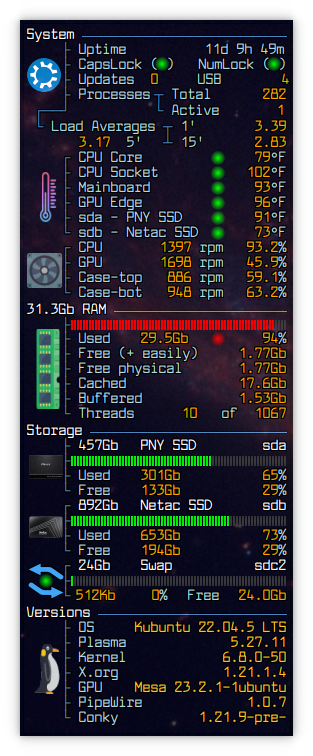 System
Uptime 11d 9h 49m
CapsLock ( ) NumLock ( )
Updates 0 USB 4
Processes Total 282
Active 1
Load Averages 1' 3.39
3.17 5' 15' 2.83
CPU Core 79°F
CPU Socket 102°F
Mainboard 93°F
GPU Edge 96°F
sda - PNY SSD 91°F
sdb - Netac SSD 73°F
CPU 1397 rpm 93.2%
GPU 1698 rpm 45.9%
Case-top 886 rpm 59.1%
Case-bot 948 rpm 63.2%
31.3Gb RAM
Used 29.5Gb 94%
Free (+ easily) 1.77Gb
Free physical 1.77Gb
Cached 17.6Gb
Buffered 1.53Gb
Threads 10 of 1067
Storage
457Gb PNY SSD sda
Used 301Gb 65%
Free 133Gb 29%
892Gb Netac SSD sdb
Used 653Gb 73%
Free 194Gb 29%
24Gb Swap sdc2
512Kb 0% Free 24.0Gb
Versions
OS Kubuntu 22.04.5 LTS
Plasma 5.27.11
Kernel 6.8.0-50
X.org 1.21.1.4
GPU Mesa 23.2.1-1ubuntu
PipeWire 1.0.7
Conky 1.21.9-pre-